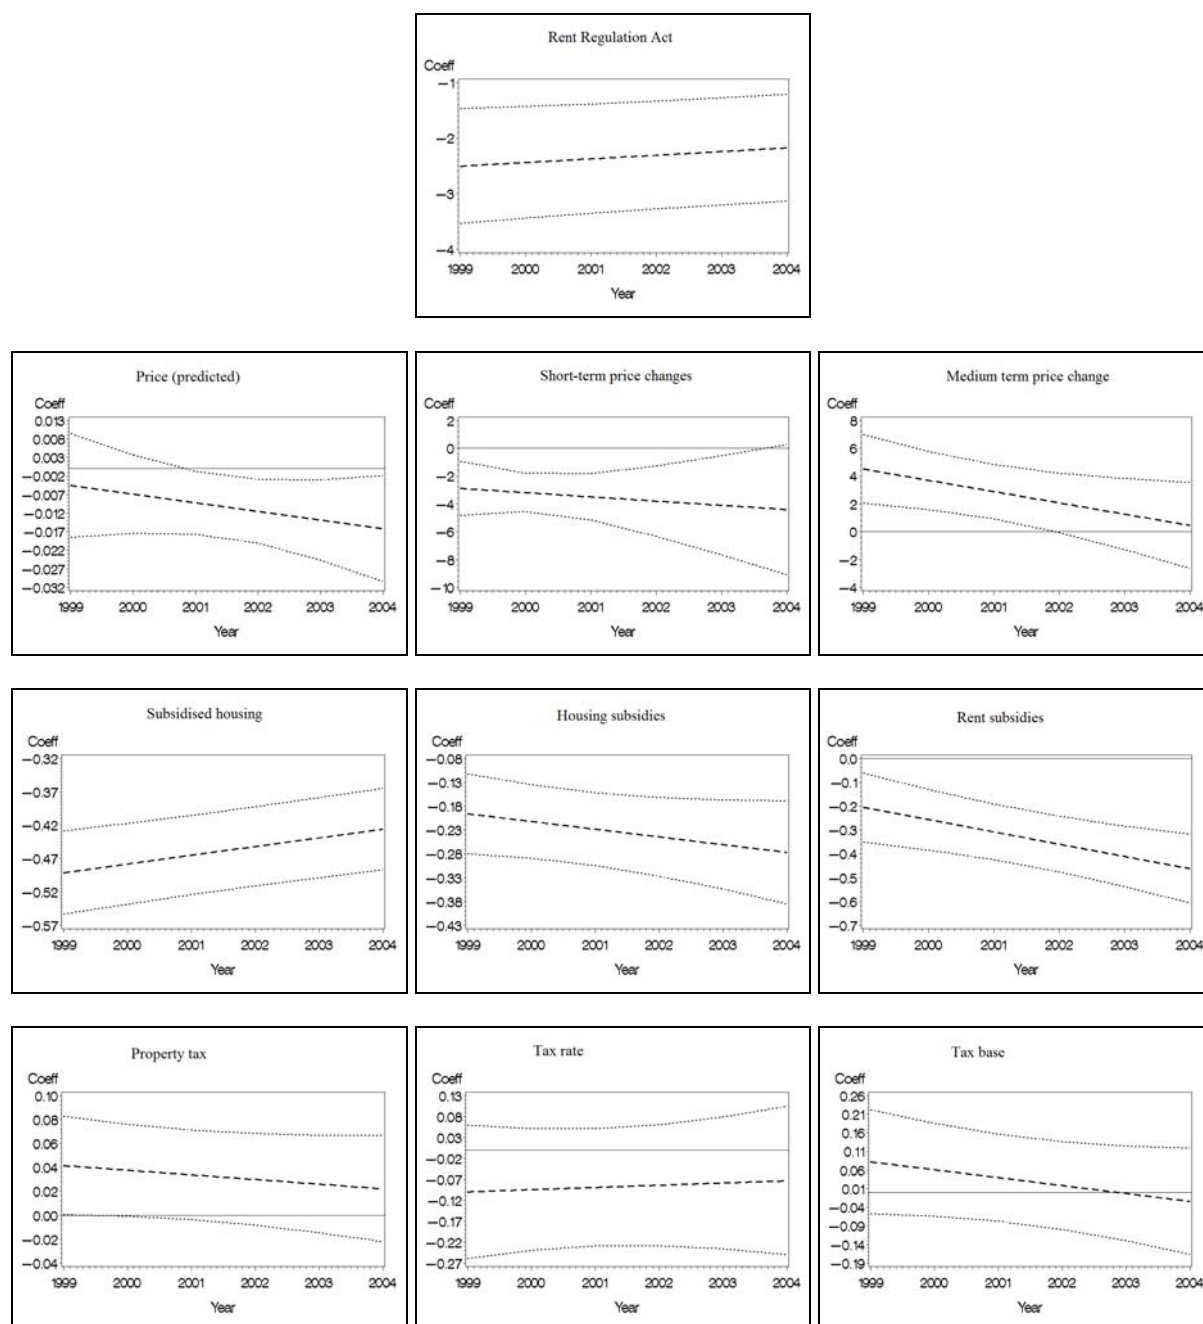 Rent Regulation Act
Coeff
−1
−2
−3
−4
1999 2000 2001 2002 2003 2004
Year
Price (predicted)
Coeff
0.013
0.008
0.003
−0.002
−0.007
−0.012
−0.017
−0.022
−0.027
−0.032
1999 2000 2001 2002 2003 2004
Year
Short-term price changes
Coeff
2
0
−2
−4
−6
−8
−10
1999 2000 2001 2002 2003 2004
Year
Medium term price change
Coeff
8
6
4
2
0
−2
−4
1999 2000 2001 2002 2003 2004
Year
Subsidised housing
Coeff
−0.32
−0.37
−0.42
−0.47
−0.52
−0.57
1999 2000 2001 2002 2003 2004
Year
Housing subsidies
Coeff
−0.08
−0.13
−0.18
−0.23
−0.28
−0.33
−0.38
−0.43
1999 2000 2001 2002 2003 2004
Year
Rent subsidies
Coeff
0.0
−0.1
−0.2
−0.3
−0.4
−0.5
−0.6
−0.7
1999 2000 2001 2002 2003 2004
Year
Property tax
Coeff
0.10
0.08
0.06
0.04
0.02
0.00
−0.02
−0.04
1999 2000 2001 2002 2003 2004
Year
Tax rate
Coeff
0.13
0.08
0.03
−0.02
−0.07
−0.12
−0.17
−0.22
−0.27
1999 2000 2001 2002 2003 2004
Year
Tax base
Coeff
0.26
0.21
0.16
0.11
0.06
0.01
−0.04
−0.09
−0.14
−0.19
1999 2000 2001 2002 2003 2004
Year